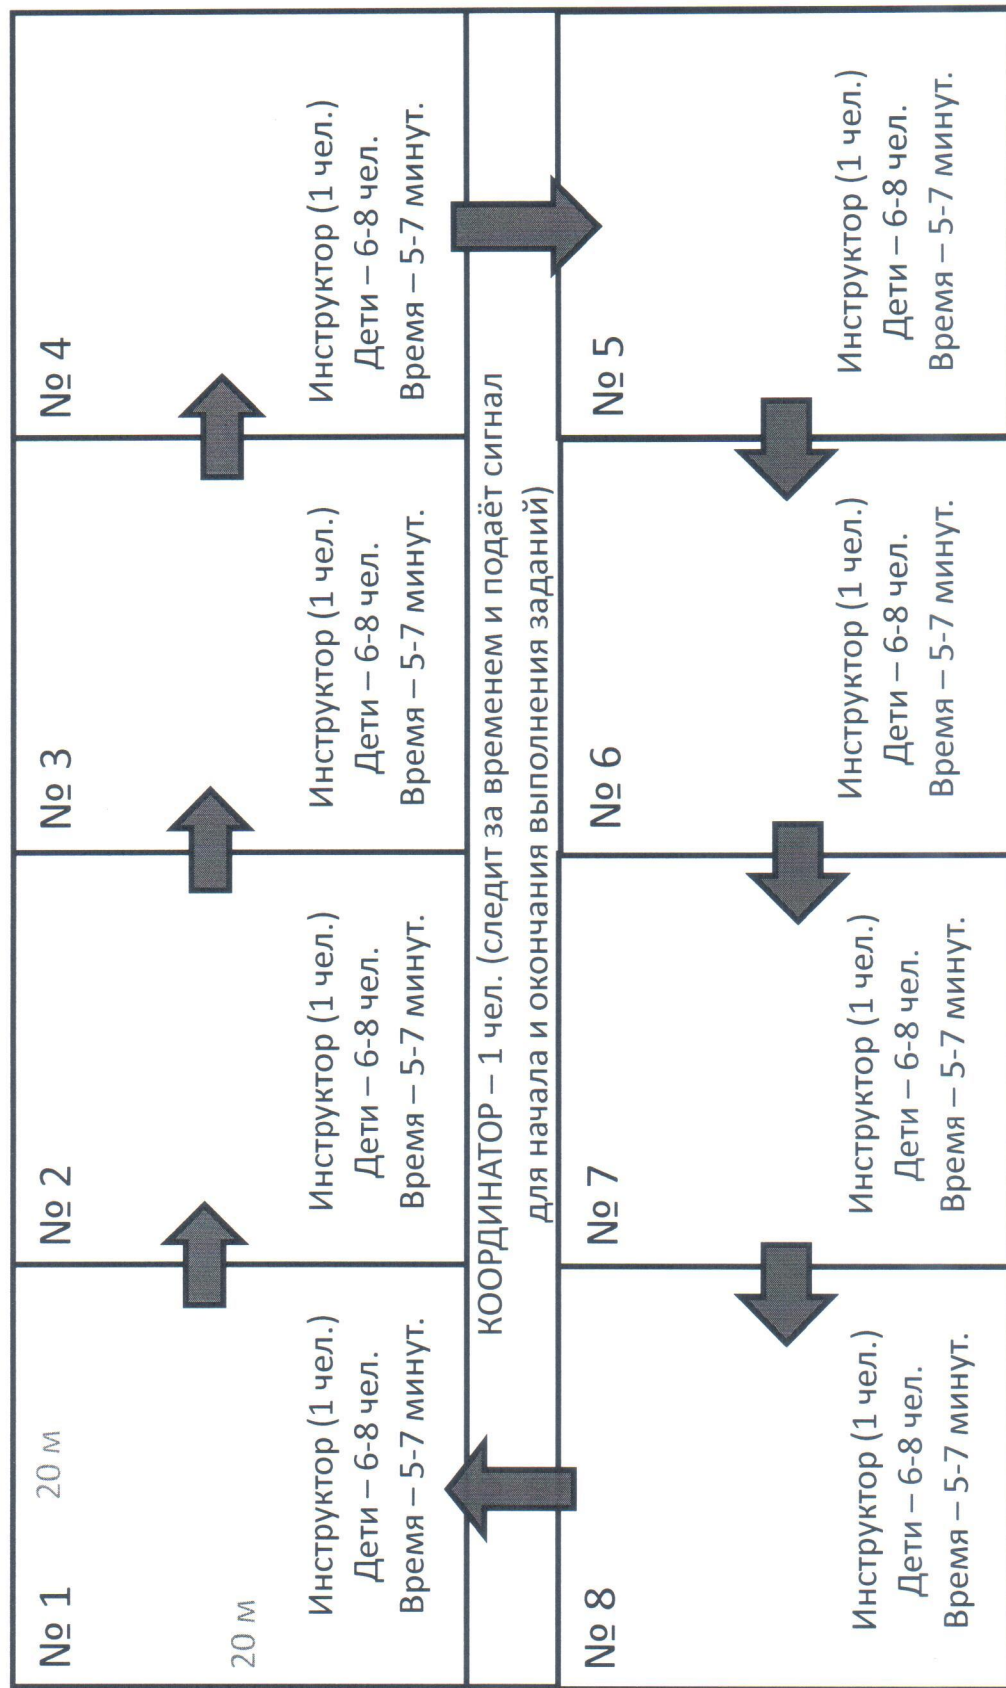 № 1
20 м
20 м
Инструктор (1 чел.)
Дети – 6-8 чел.
Время – 5-7 минут.
№ 2
Инструктор (1 чел.)
Дети – 6-8 чел.
Время – 5-7 минут.
№ 3
Инструктор (1 чел.)
Дети – 6-8 чел.
Время – 5-7 минут.
№ 4
Инструктор (1 чел.)
Дети – 6-8 чел.
Время – 5-7 минут.
КООРДИНАТОР – 1 чел. (следит за временем и подаёт сигнал
для начала и окончания выполнения заданий)
№ 8
Инструктор (1 чел.)
Дети – 6-8 чел.
Время – 5-7 минут.
№ 7
Инструктор (1 чел.)
Дети – 6-8 чел.
Время – 5-7 минут.
№ 6
Инструктор (1 чел.)
Дети – 6-8 чел.
Время – 5-7 минут.
№ 5
Инструктор (1 чел.)
Дети – 6-8 чел.
Время – 5-7 минут.